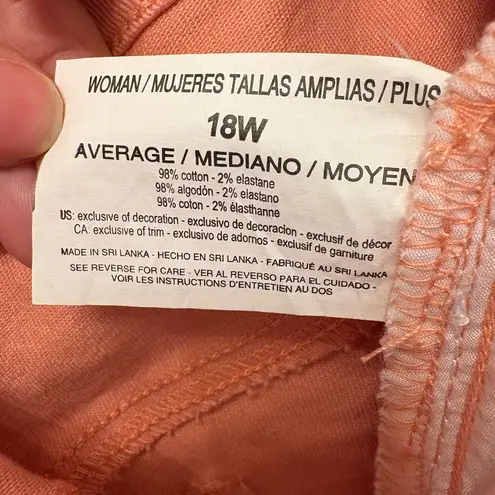 WOMAN / MUJERES TALLAS AMPLIAS / PLUS
18W
AVERAGE / MEDIANO / MOYEN
98% cotton - 2% elastane
98% algodón - 2% elastano
98% coton - 2% élasthanne
US: exclusive of decoration - exclusivo de decoracion - exclusif de décor
CA: exclusive of trim - exclusivo de adornos - exclusif de garniture
MADE IN SRI LANKA - HECHO EN SRI LANKA - FABRIQUÉ AU SRI LANKA
SEE REVERSE FOR CARE - VER AL REVERSO PARA EL CUIDADO -
VOIR LES INSTRUCTIONS D'ENTRETIEN AU DOS